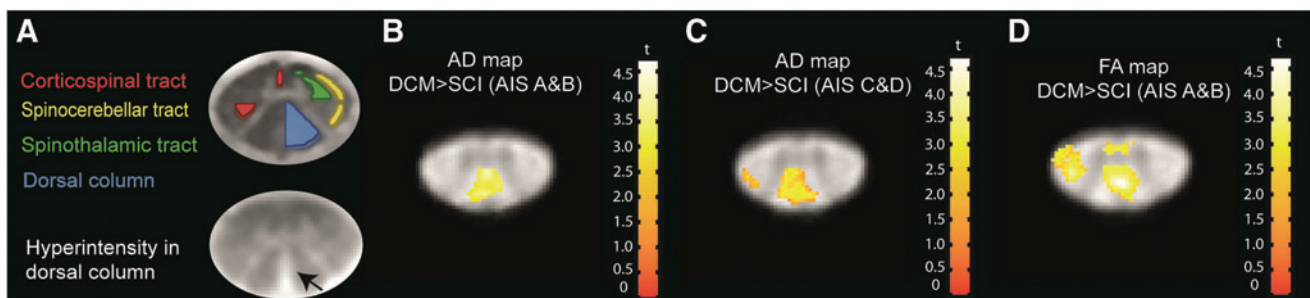 A
Corticospinal tract
Spinocerebellar tract
Spinothalamic tract
Dorsal column
Hyperintensity in
dorsal column
B
AD map
DCM>SCI (AIS A&B)
t
4.5
4.0
3.5
3.0
2.5
2.0
1.5
1.0
0.5
0
C
AD map
DCM>SCI (AIS C&D)
t
4.5
4.0
3.5
3.0
2.5
2.0
1.5
1.0
0.5
0
D
FA map
DCM>SCI (AIS A&B)
t
4.5
4.0
3.5
3.0
2.5
2.0
1.5
1.0
0.5
0